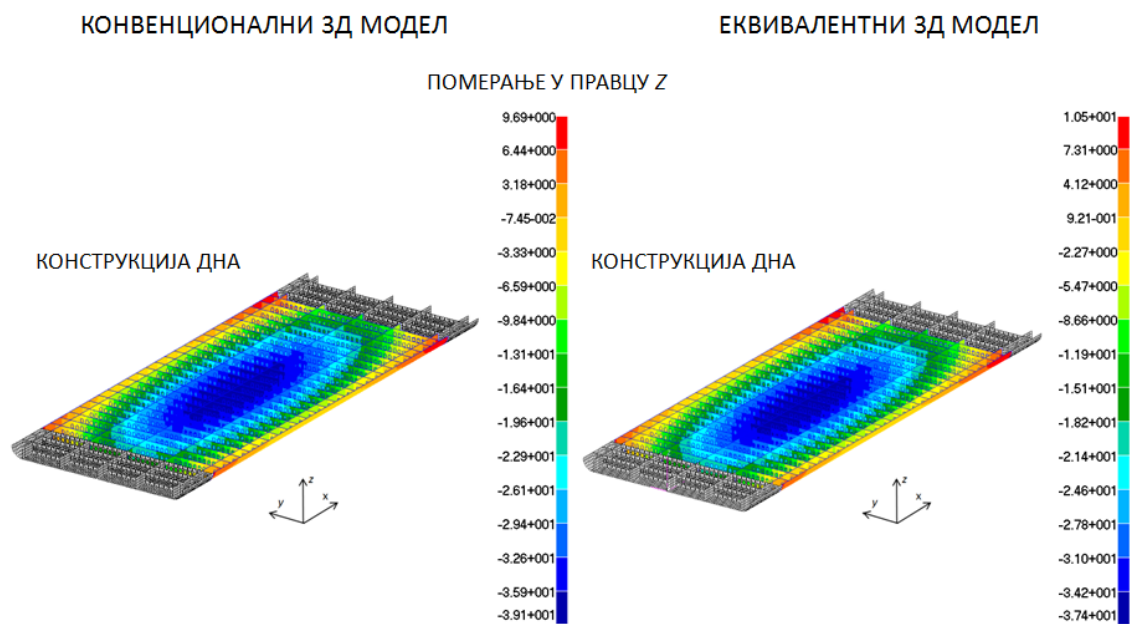 КОНВЕНЦИОНАЛНИ 3Д МОДЕЛ
ЕКВИВАЛЕНТНИ 3Д МОДЕЛ
ПОМЕРАЊЕ У ПРАВЦУ Z
9.69+000
6.44+000
3.18+000
-7.45-002
-3.33+000
-6.59+000
-9.84+000
-1.31+001
-1.64+001
-1.96+001
-2.29+001
-2.61+001
-2.94+001
-3.26+001
-3.59+001
-3.91+001
КОНСТРУКЦИЈА ДНА
z
y
x
1.05+001
7.31+000
4.12+000
9.21-001
-2.27+000
-5.47+000
-8.66+000
-1.19+001
-1.51+001
-1.82+001
-2.14+001
-2.46+001
-2.78+001
-3.10+001
-3.42+001
-3.74+001
КОНСТРУКЦИЈА ДНА
z
y
x